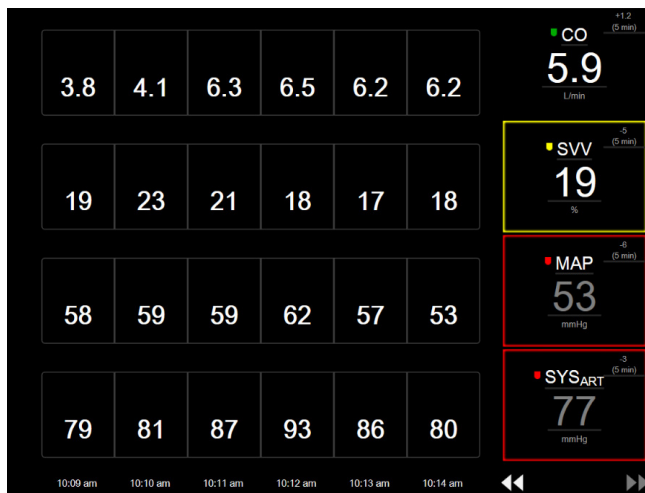 3.8 4.1 6.3 6.5 6.2 6.2
+1.2
(5 min)
CO
5.9
L/min
19 23 21 18 17 18
-5
(5 min)
SVV
19
%
58 59 59 62 57 53
-6
(5 min)
MAP
53
mmHg
79 81 87 93 86 80
-3
(5 min)
SYSART
77
mmHg
10:09 am 10:10 am 10:11 am 10:12 am 10:13 am 10:14 am